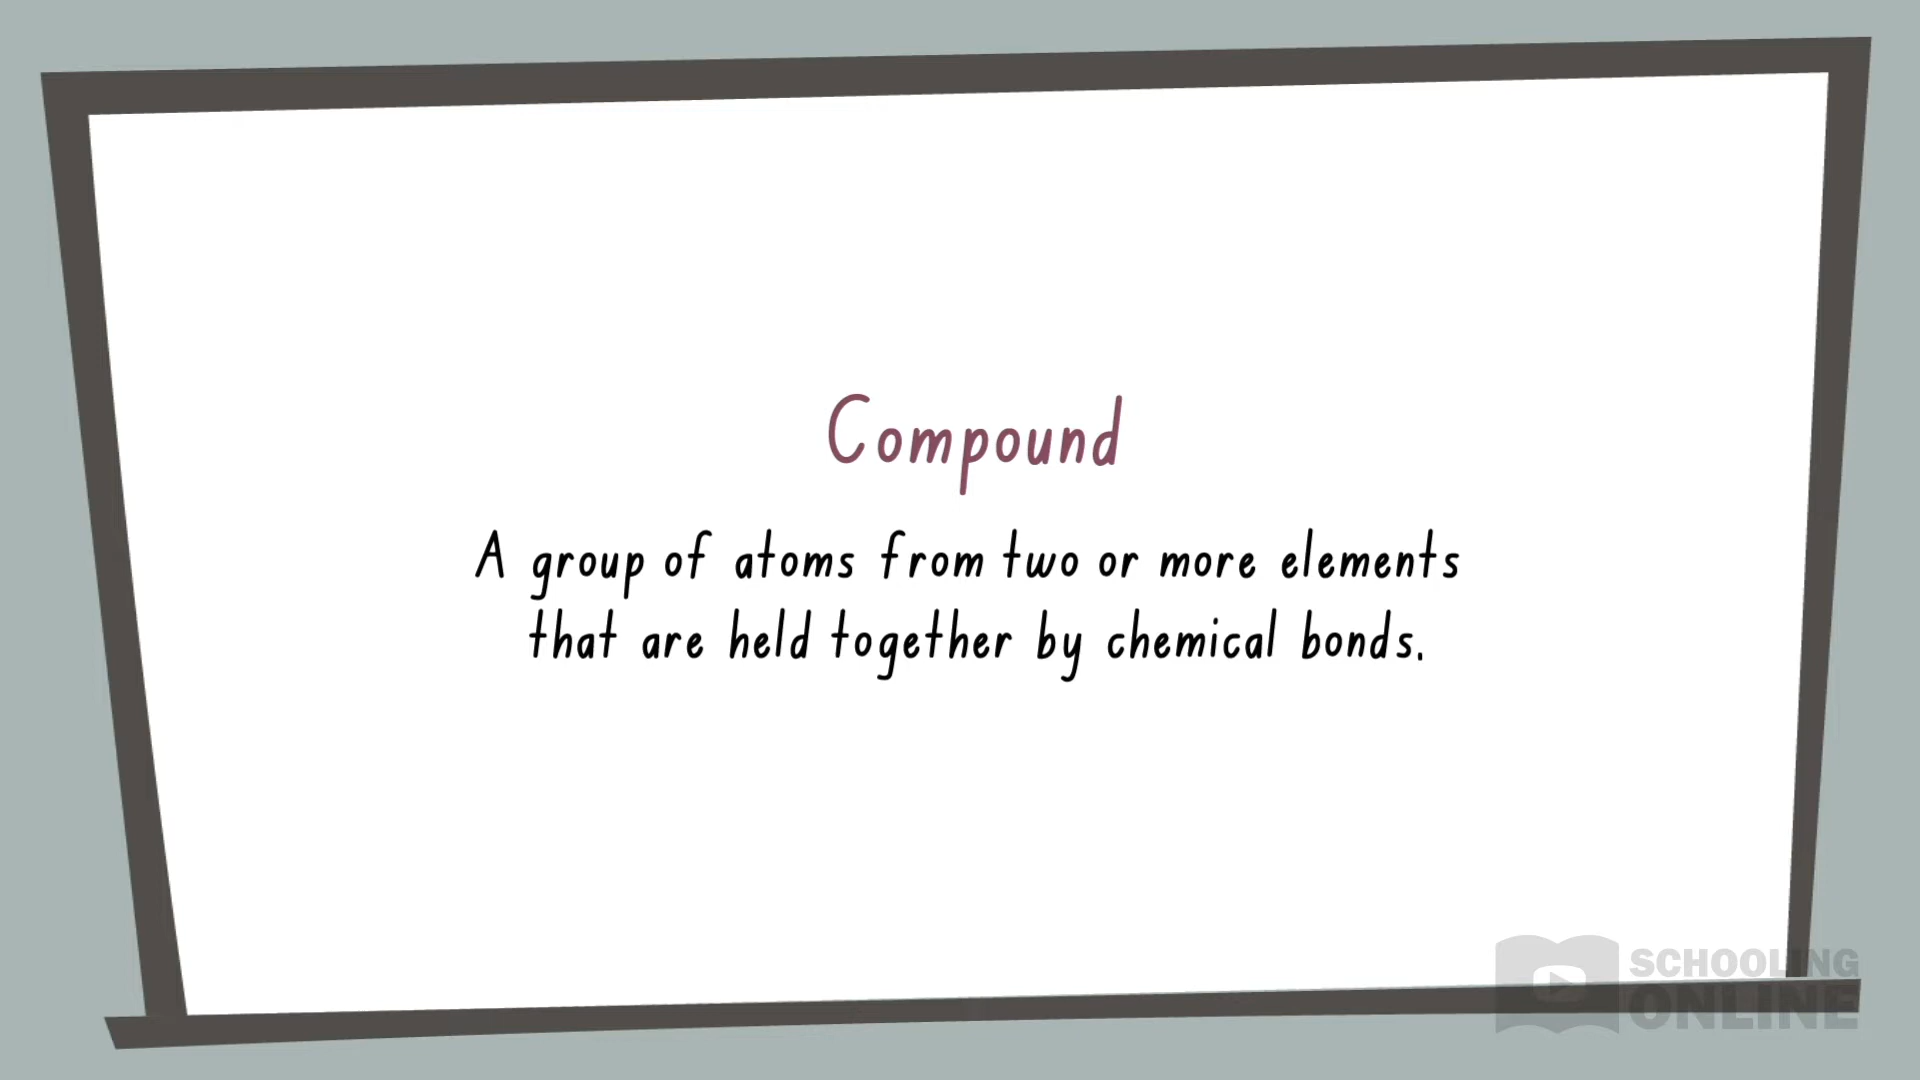 Compound
A group of atoms from two or more elements
that are held together by chemical bonds.
SCHOOLING
ONLINE